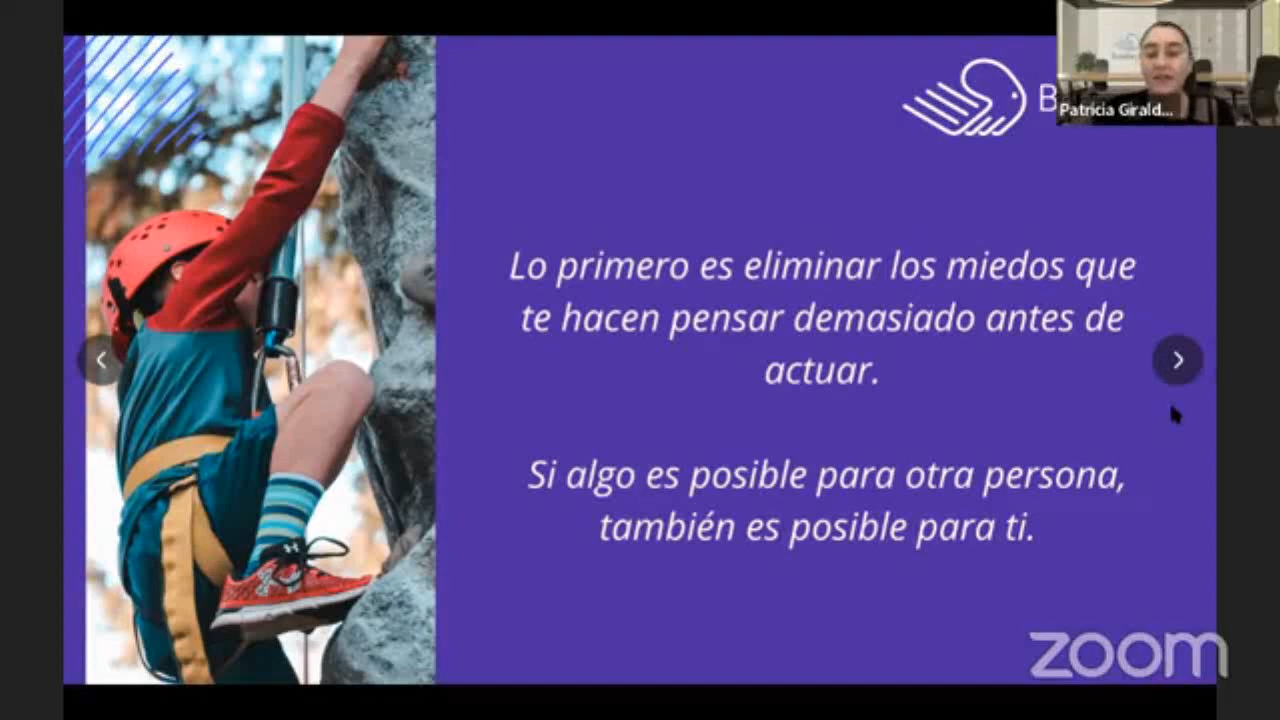 B
Patricia Girald...
Lo primero es eliminar los miedos que
te hacen pensar demasiado antes de
actuar.
Si algo es posible para otra persona,
también es posible para ti.
zoom